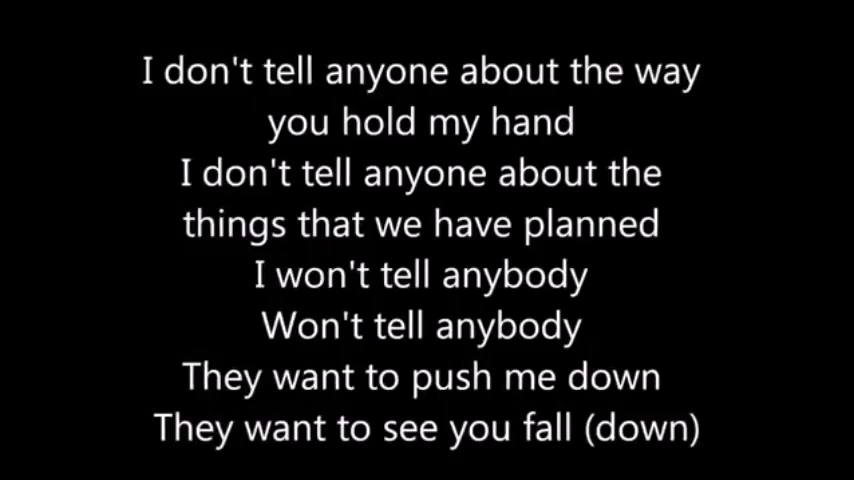 I don't tell anyone about the way
you hold my hand
I don't tell anyone about the
things that we have planned
I won't tell anybody
Won't tell anybody
They want to push me down
They want to see you fall (down)